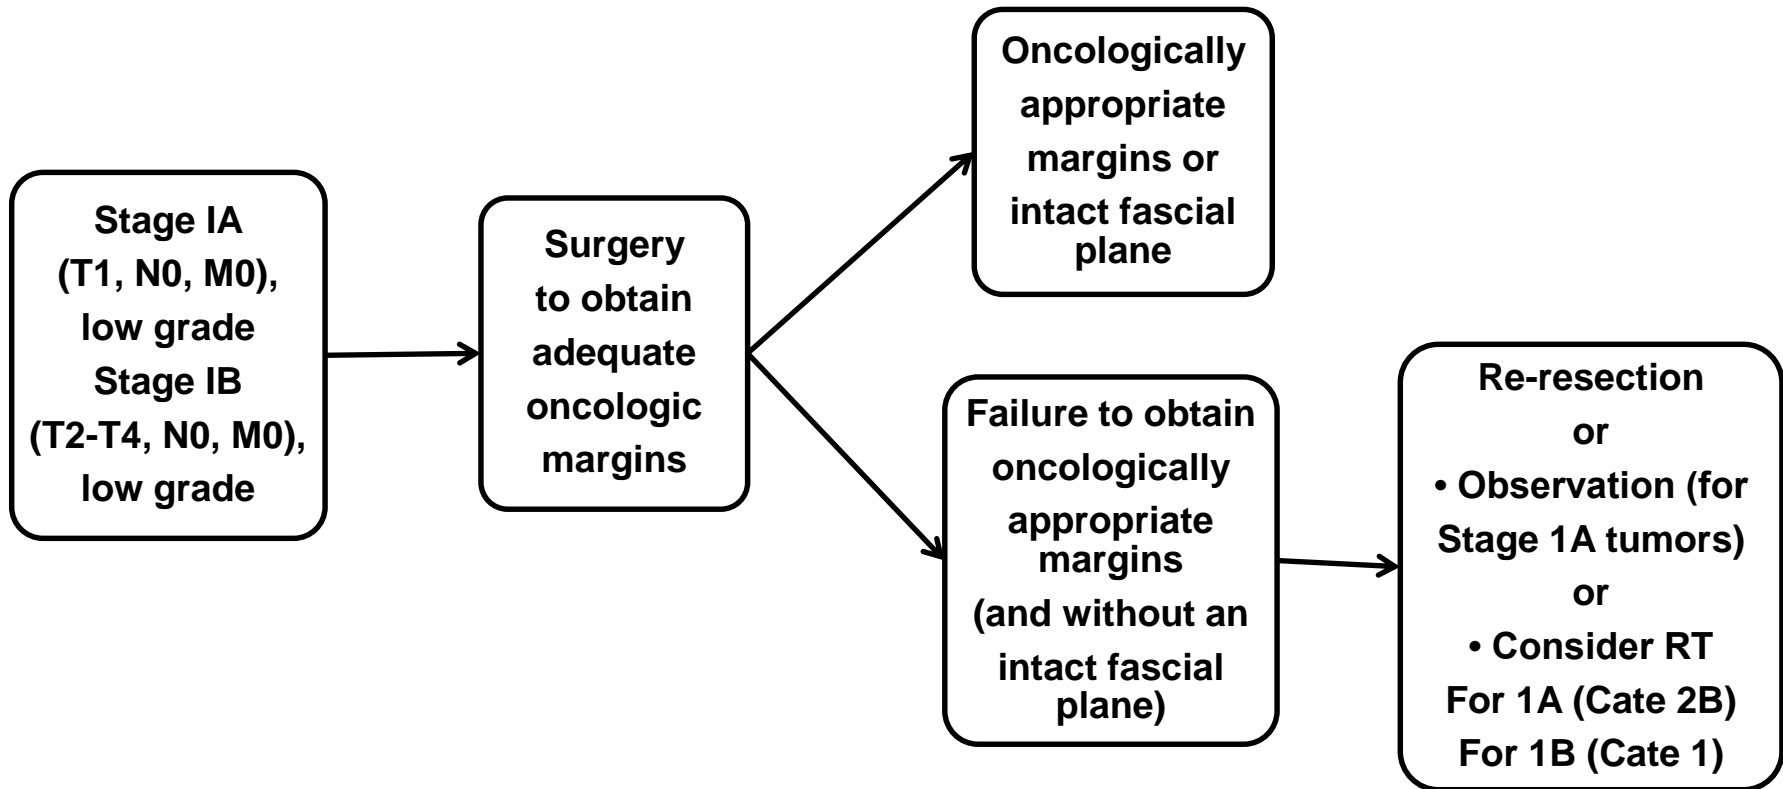 Stage IA
(T1, N0, M0),
low grade
Stage IB
(T2-T4, N0, M0),
low grade
Surgery
to obtain
adequate
oncologic
margins
Oncologically
appropriate
margins or
intact fascial
plane
Failure to obtain
oncologically
appropriate
margins
(and without an
intact fascial
plane)
Re-resection
or
• Observation (for
Stage 1A tumors)
or
• Consider RT
For 1A (Cate 2B)
For 1B (Cate 1)